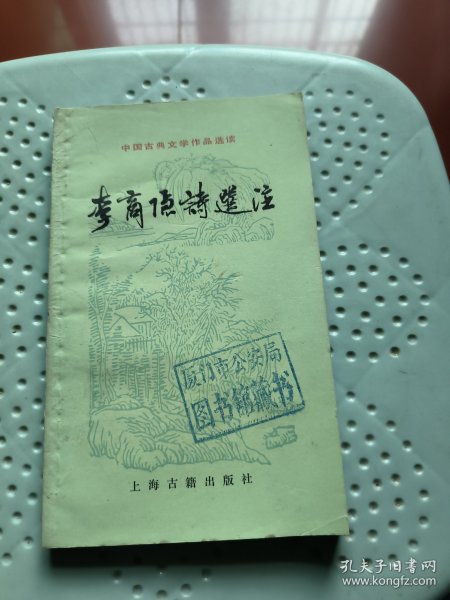 中国古典文学作品选读
李商隐詩選注
厦门市公安局
图书馆藏书
上海古籍出版社
孔夫子旧书网
www.kongfz.com